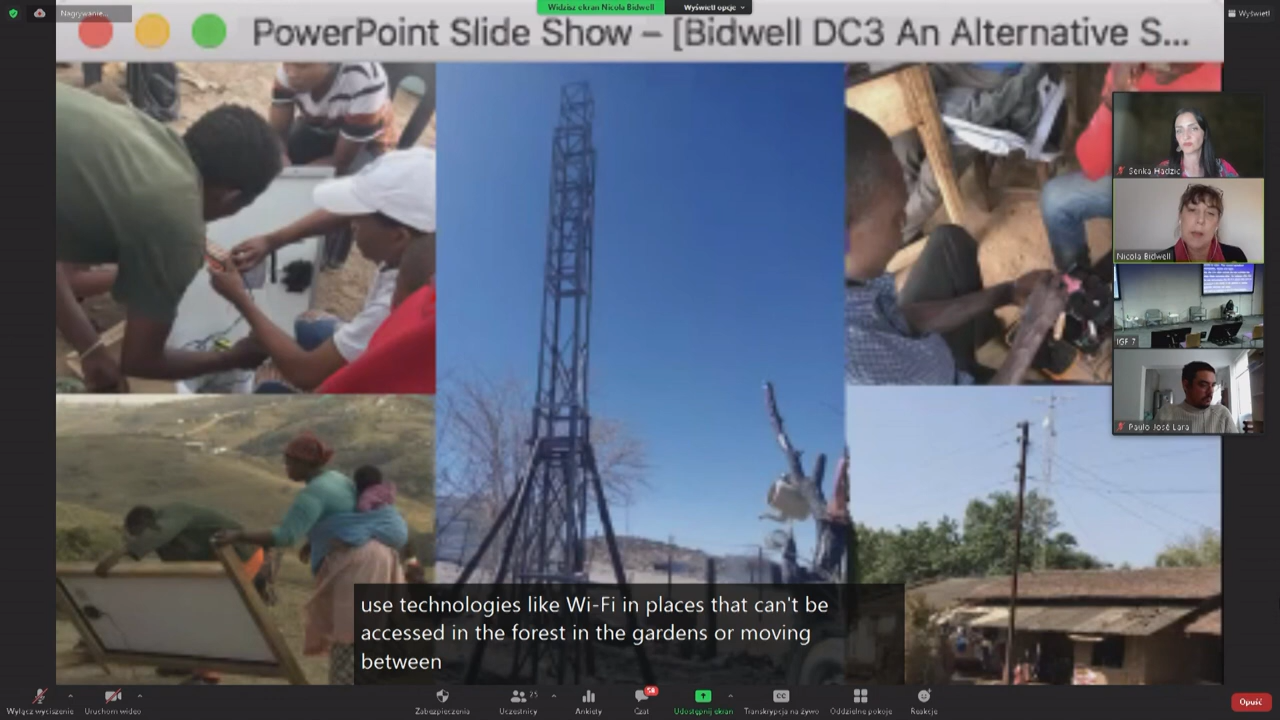 Nagrywanie...
Widzisz ekran Nicola Bidwell
Wyświetl opcje
Wyświetl
PowerPoint Slide Show – [Bidwell DC3 An Alternative S...
Senka Hadzic
Nicola Bidwell
IGF 7
Paulo José Lara
use technologies like Wi-Fi in places that can't be
accessed in the forest in the gardens or moving
between
Wyłącz wyciszenie
Uruchom wideo
Zabezpieczenia
25
Uczestnicy
Ankiety
58
Czat
Udostępnij ekran
CC
Transkrypcja na żywo
Oddzielne pokoje
Reakcje
Opuść